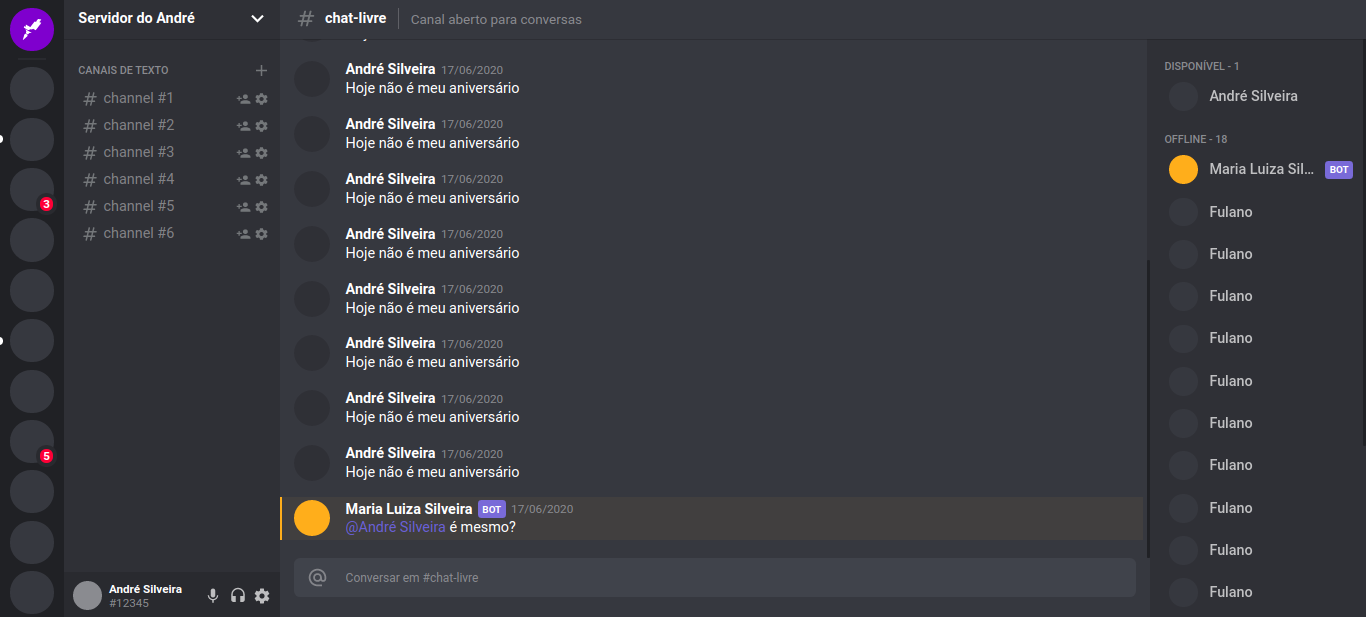 Servidor do André
# chat-livre
Canal aberto para conversas
CANAIS DE TEXTO
# channel #1
# channel #2
# channel #3
# channel #4
# channel #5
# channel #6
3
5
André Silveira 17/06/2020
Hoje não é meu aniversário
André Silveira 17/06/2020
Hoje não é meu aniversário
André Silveira 17/06/2020
Hoje não é meu aniversário
André Silveira 17/06/2020
Hoje não é meu aniversário
André Silveira 17/06/2020
Hoje não é meu aniversário
André Silveira 17/06/2020
Hoje não é meu aniversário
André Silveira 17/06/2020
Hoje não é meu aniversário
André Silveira 17/06/2020
Hoje não é meu aniversário
Maria Luiza Silveira BOT 17/06/2020
@André Silveira é mesmo?
@ Conversar em #chat-livre
André Silveira
#12345
DISPONÍVEL - 1
André Silveira
OFFLINE - 18
Maria Luiza Sil... BOT
Fulano
Fulano
Fulano
Fulano
Fulano
Fulano
Fulano
Fulano
Fulano
Fulano